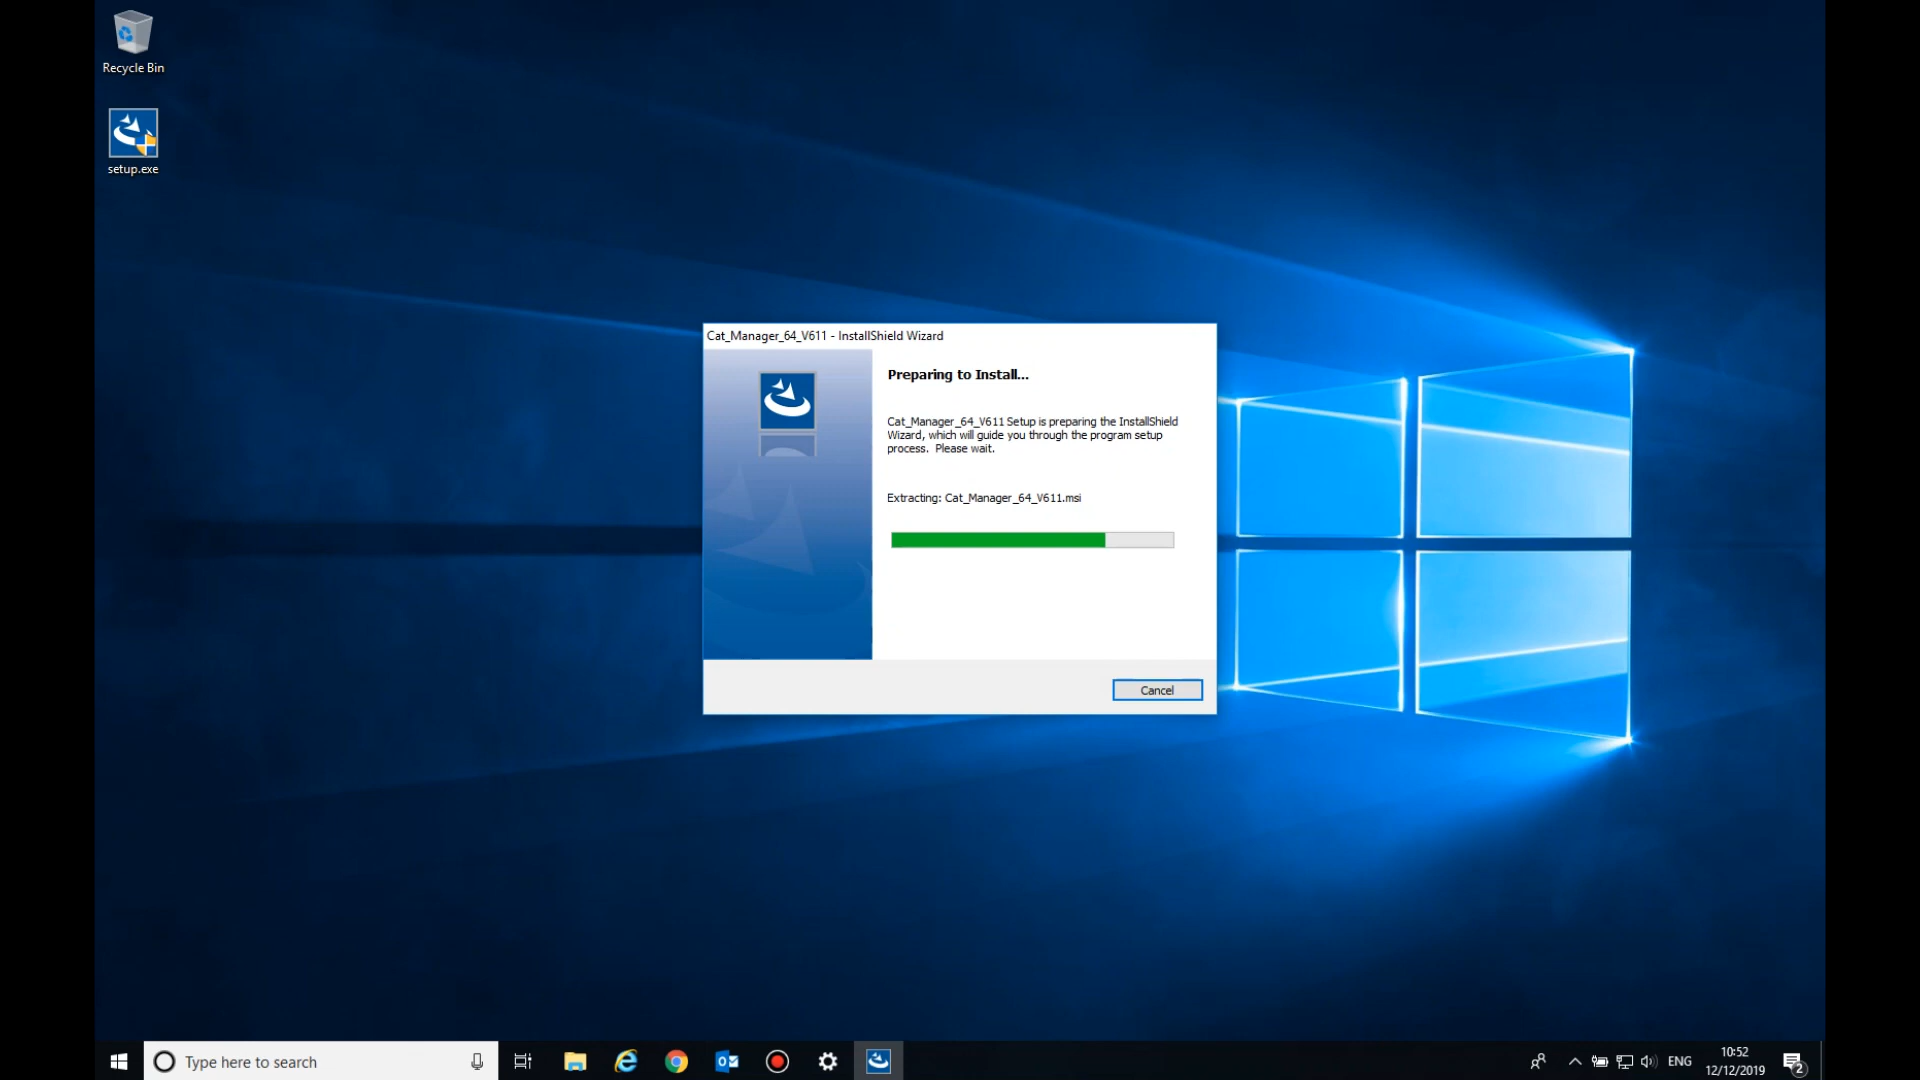 Recycle Bin
setup.exe
Cat_Manager_64_V611 - InstallShield Wizard
Preparing to Install...
Cat_Manager_64_V611 Setup is preparing the InstallShield
Wizard, which will guide you through the program setup
process.  Please wait.
Extracting: Cat_Manager_64_V611.msi
Cancel
Type here to search
ENG
10:52
12/12/2019
2